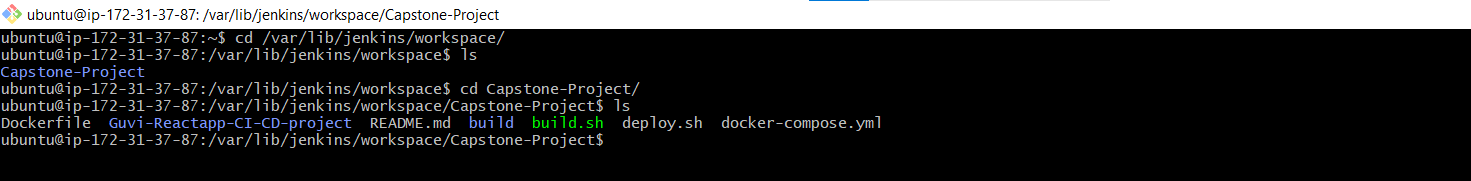 ubuntu@ip-172-31-37-87: /var/lib/jenkins/workspace/Capstone-Project
ubuntu@ip-172-31-37-87:~$ cd /var/lib/jenkins/workspace/
ubuntu@ip-172-31-37-87:/var/lib/jenkins/workspace$ ls
Capstone-Project
ubuntu@ip-172-31-37-87:/var/lib/jenkins/workspace$ cd Capstone-Project/
ubuntu@ip-172-31-37-87:/var/lib/jenkins/workspace/Capstone-Project$ ls
Dockerfile  Guvi-Reactapp-CI-CD-project  README.md  build  build.sh  deploy.sh  docker-compose.yml
ubuntu@ip-172-31-37-87:/var/lib/jenkins/workspace/Capstone-Project$